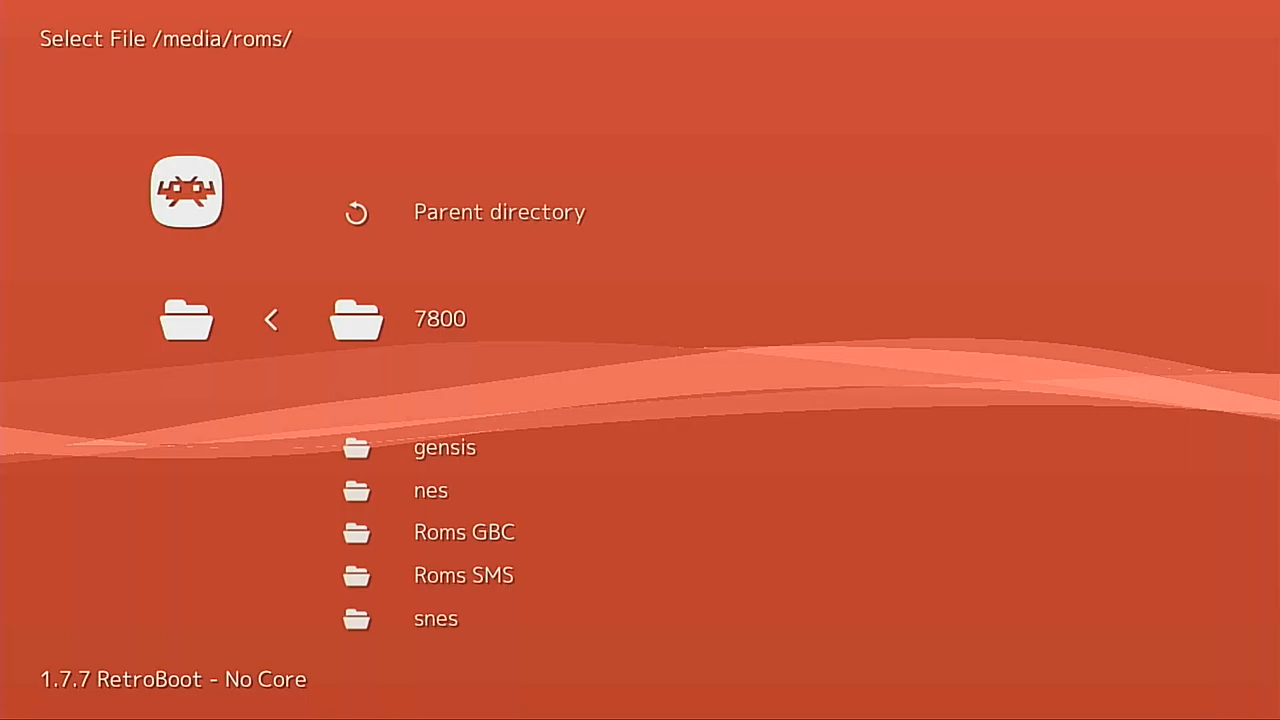 Select File /media/roms/
Parent directory
7800
gensis
nes
Roms GBC
Roms SMS
snes
1.7.7 RetroBoot - No Core